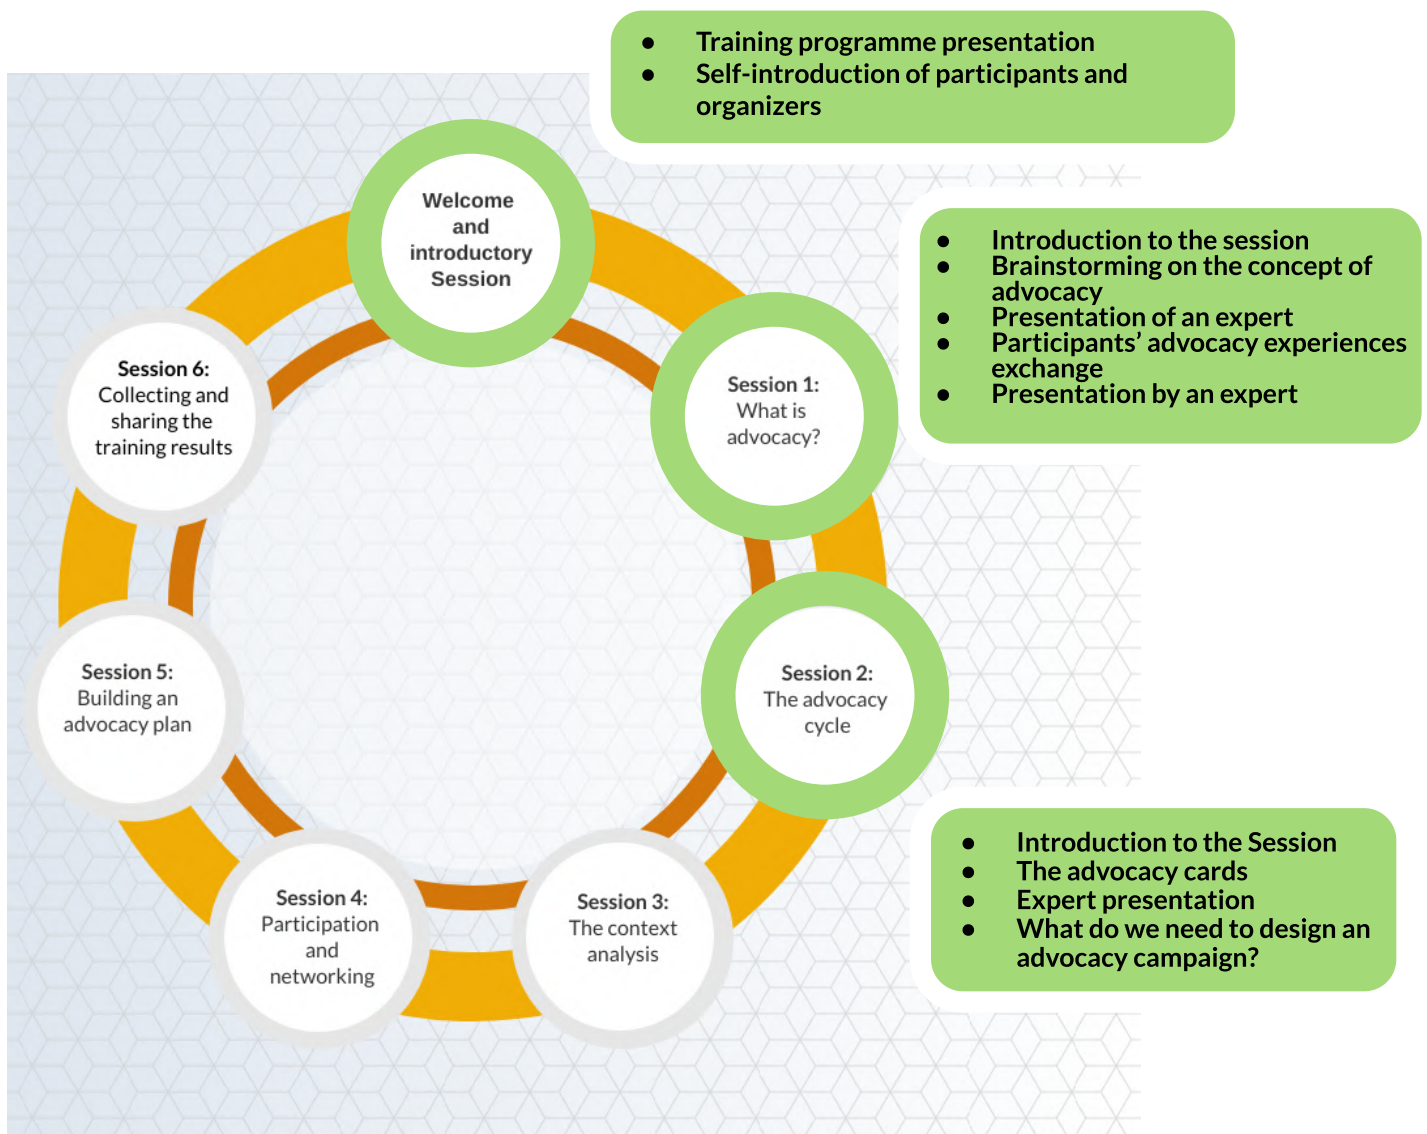 ● Training programme presentation
● Self-introduction of participants and
organizers
Welcome
and
introductory
Session
● Introduction to the session
● Brainstorming on the concept of
advocacy
● Presentation of an expert
● Participants’ advocacy experiences
exchange
● Presentation by an expert
Session 1:
What is
advocacy?
Session 2:
The advocacy
cycle
● Introduction to the Session
● The advocacy cards
● Expert presentation
● What do we need to design an
advocacy campaign?
Session 3:
The context
analysis
Session 4:
Participation
and
networking
Session 5:
Building an
advocacy plan
Session 6:
Collecting and
sharing the
training results